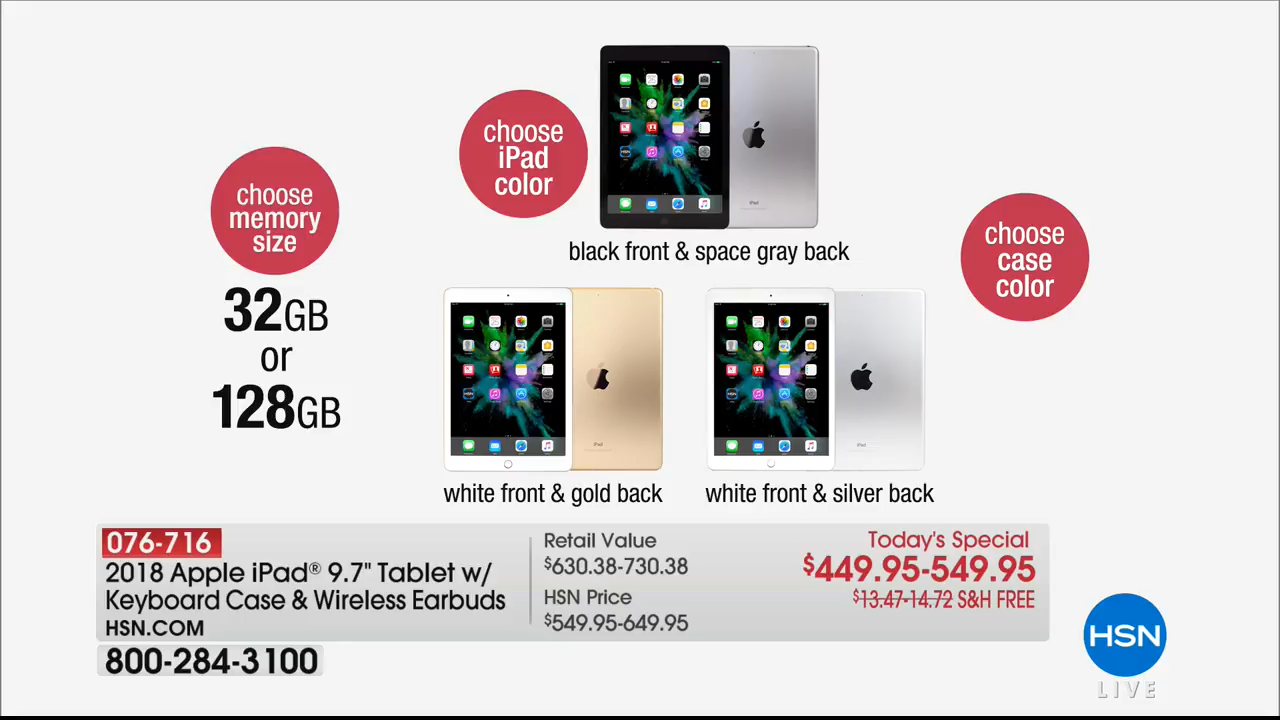 choose
memory
size
32GB
or
128GB
choose
iPad
color
black front & space gray back
white front & gold back
white front & silver back
choose
case
color
076-716
2018 Apple iPad® 9.7" Tablet w/
Keyboard Case & Wireless Earbuds
HSN.COM
800-284-3100
Retail Value
$630.38-730.38
HSN Price
$549.95-649.95
Today's Special
$449.95-549.95
$13.47-14.72 S&H FREE
HSN
LIVE